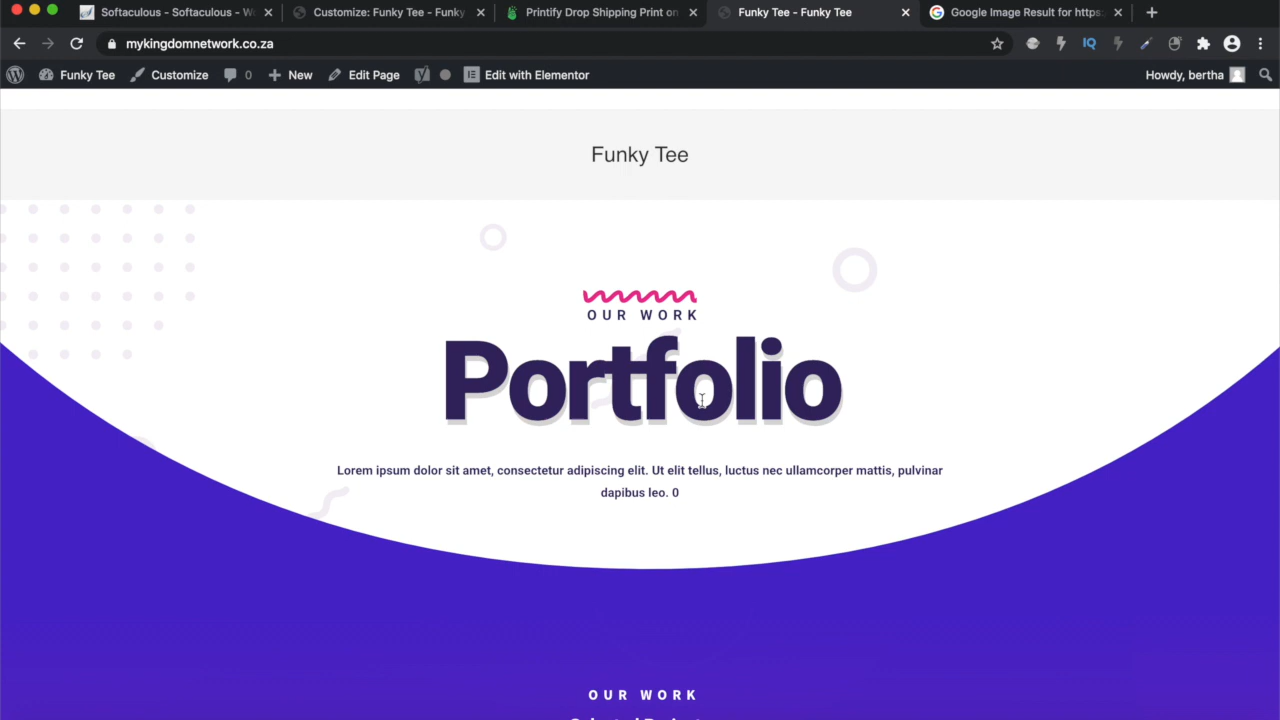 Softaculous - Softaculous - W
Customize: Funky Tee - Funky
Printify Drop Shipping Print on
Funky Tee - Funky Tee
Google Image Result for https:
mykingdomnetwork.co.za
IQ
Funky Tee
Customize
0
New
Edit Page
Edit with Elementor
Howdy, bertha
Funky Tee
OUR WORK
Portfolio
Lorem ipsum dolor sit amet, consectetur adipiscing elit. Ut elit tellus, luctus nec ullamcorper mattis, pulvinar
dapibus leo. 0
OUR WORK